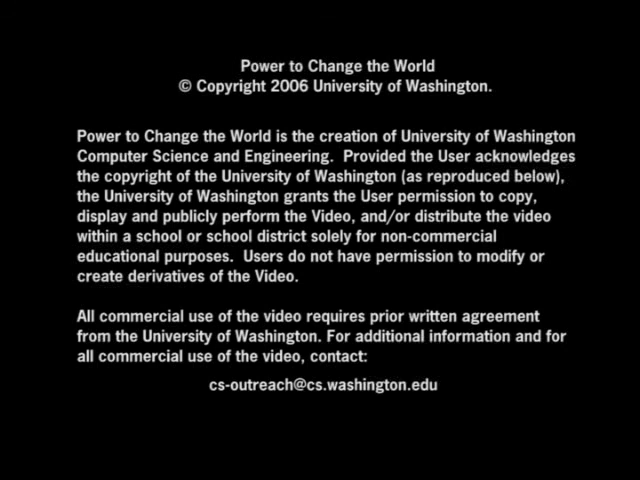 Power to Change the World
© Copyright 2006 University of Washington.
Power to Change the World is the creation of University of Washington
Computer Science and Engineering.  Provided the User acknowledges
the copyright of the University of Washington (as reproduced below),
the University of Washington grants the User permission to copy,
display and publicly perform the Video, and/or distribute the video
within a school or school district solely for non-commercial
educational purposes.  Users do not have permission to modify or
create derivatives of the Video.
All commercial use of the video requires prior written agreement
from the University of Washington. For additional information and for
all commercial use of the video, contact:
cs-outreach@cs.washington.edu